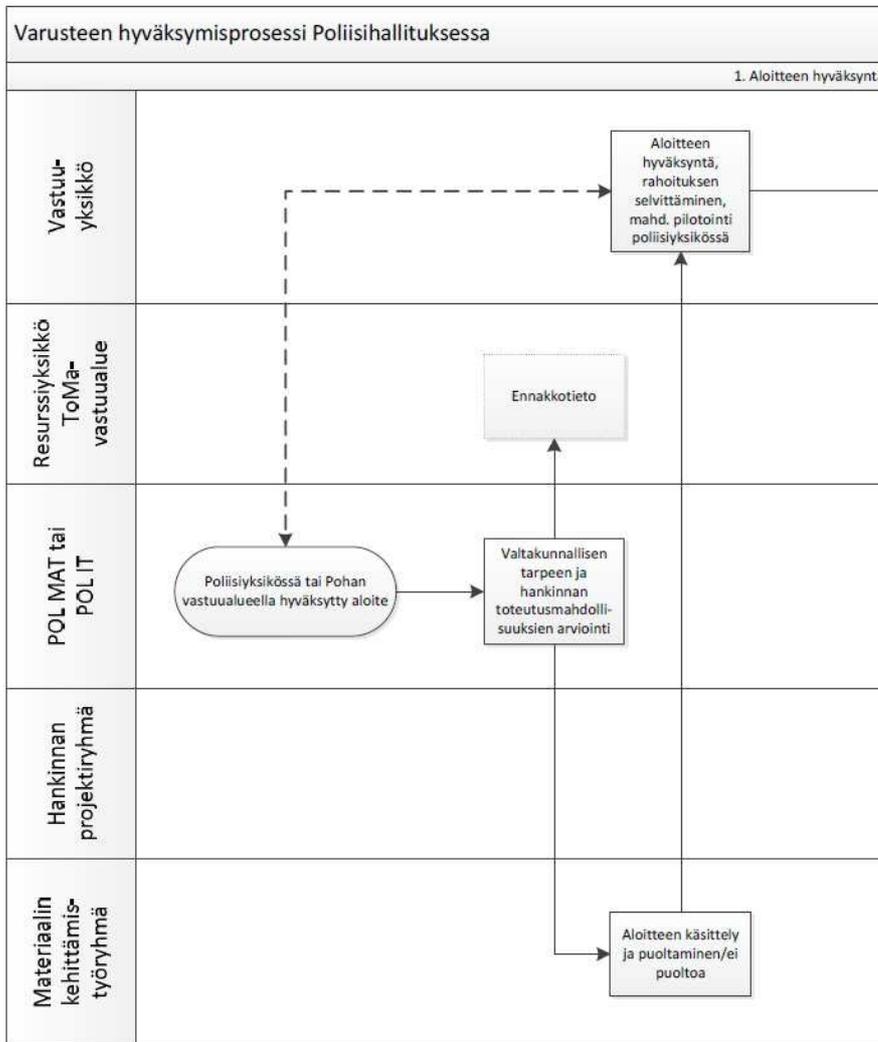 Varusteen hyväksymisprosessi Poliisihallituksessa
1. Aloitteen hyväksynt
Vastuu-
yksikkö
Aloitteen
hyväksyntä,
rahoituksen
selvittäminen,
mahd. pilotointi
poliisiyksikössä
Resurssiyksikkö
ToMa-
vastuualue
Ennakkotieto
POL MAT tai
POL IT
Poliisiyksikössä tai Pohan
vastuualueella hyväksytty aloite
Valtakunnallisen
tarpeen ja
hankinnan
toteutusmahdolli-
suuksien arviointi
Hankinnan
projektiryhmä
Materiaalin
kehittämis-
työryhmä
Aloitteen käsittely
ja puoltaminen/ei
puoltoa